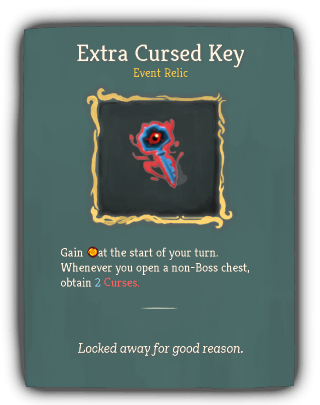 Extra Cursed Key
Event Relic
Gain at the start of your turn.
Whenever you open a non-Boss chest,
obtain 2 Curses.
Locked away for good reason.